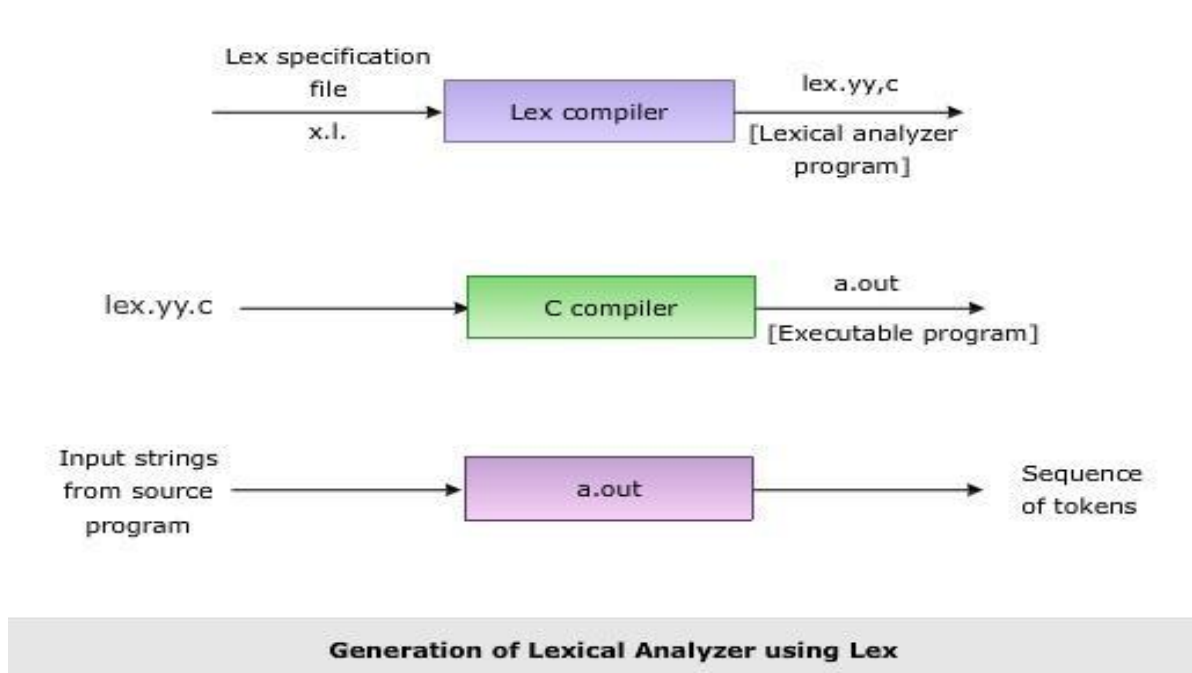 Lex specification
file
x.l.
Lex compiler
lex.yy,c
[Lexical analyzer
program]
lex.yy.c
C compiler
a.out
[Executable program]
Input strings
from source
program
a.out
Sequence
of tokens
Generation of Lexical Analyzer using Lex